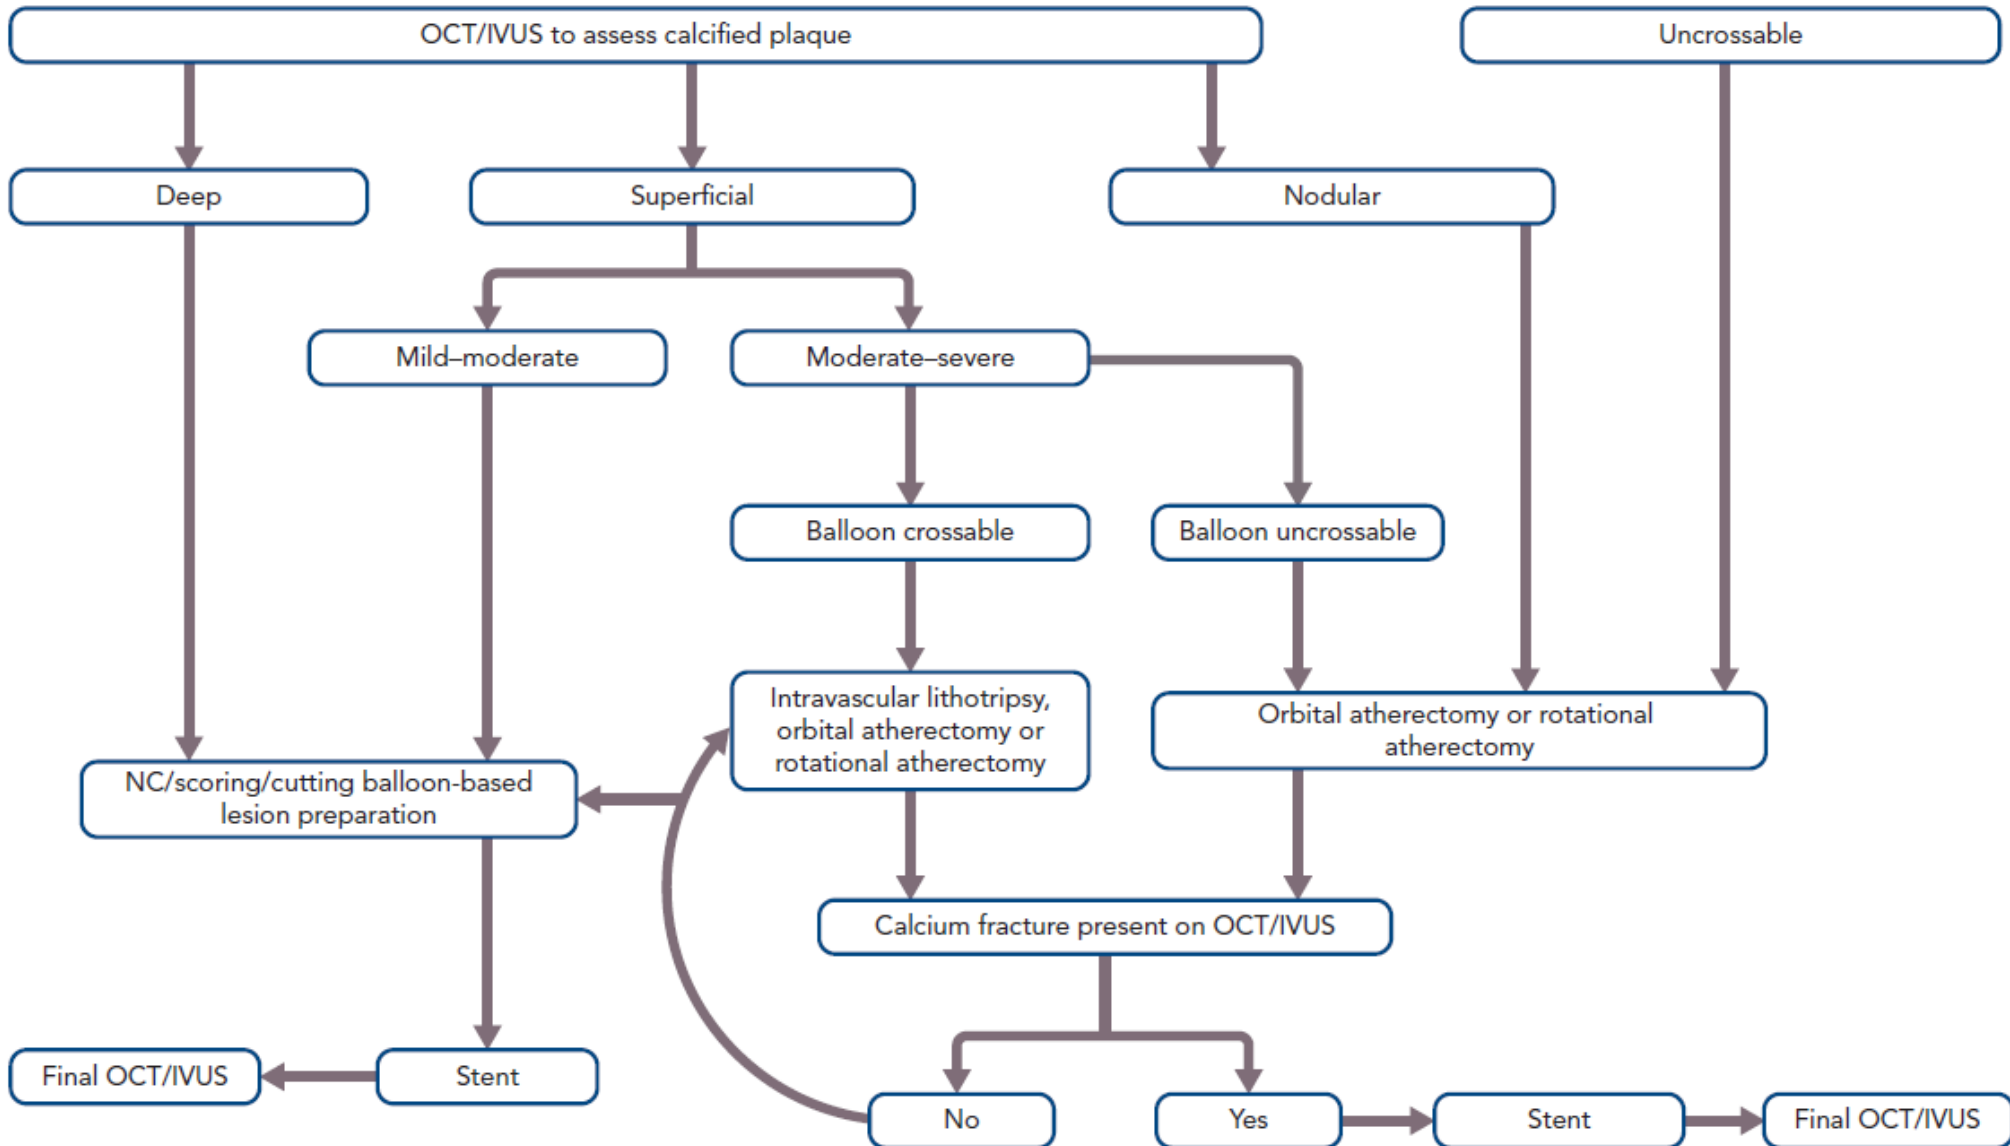 OCT/IVUS to assess calcified plaque
Uncrossable
Deep
Superficial
Nodular
Mild–moderate
Moderate–severe
Balloon crossable
Balloon uncrossable
Intravascular lithotripsy,
orbital atherectomy or
rotational atherectomy
Orbital atherectomy or rotational
atherectomy
NC/scoring/cutting balloon-based
lesion preparation
Calcium fracture present on OCT/IVUS
Final OCT/IVUS
Stent
No
Yes
Stent
Final OCT/IVUS